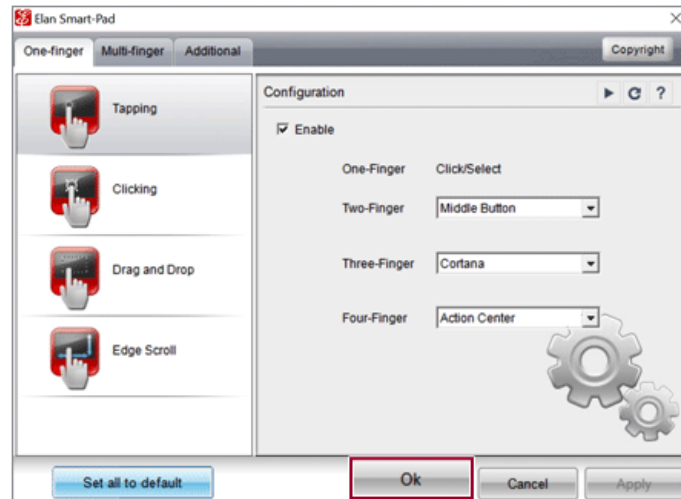 Elan Smart-Pad
One-finger Multi-finger Additional Copyright
Tapping
Clicking
Drag and Drop
Edge Scroll
Configuration ?
Enable
One-Finger Click/Select
Two-Finger Middle Button
Three-Finger Cortana
Four-Finger Action Center
Set all to default Ok Cancel Apply